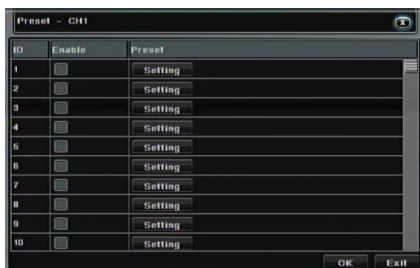 Preset - CH1
ID Enable Preset
1 Setting
2 Setting
3 Setting
4 Setting
5 Setting
6 Setting
7 Setting
8 Setting
9 Setting
10 Setting
OK Exit